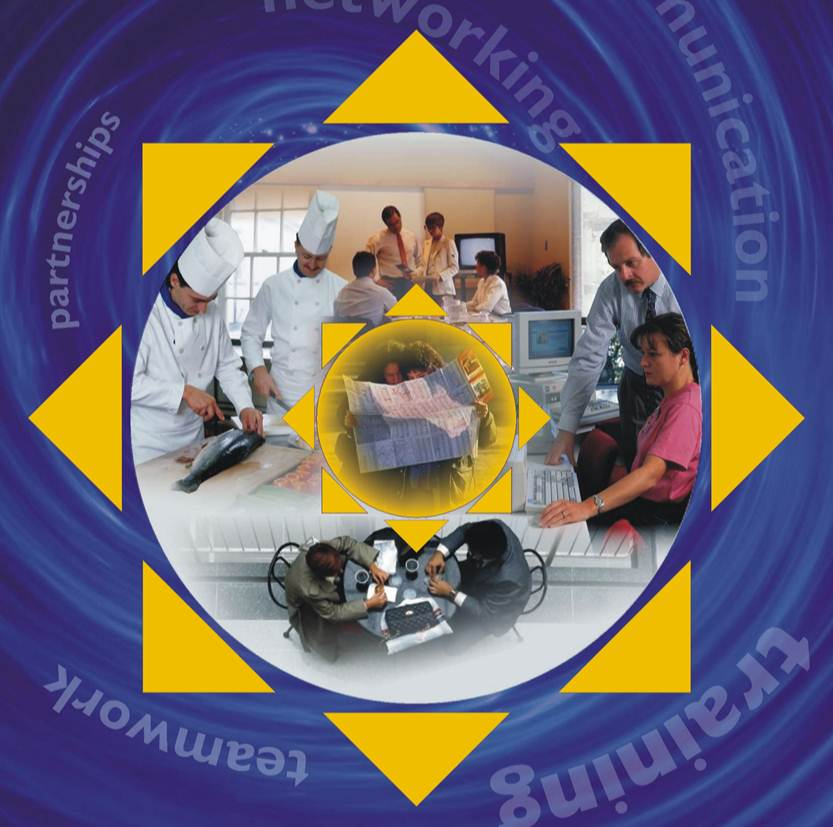 networking
munication
partnerships
training
teamwork